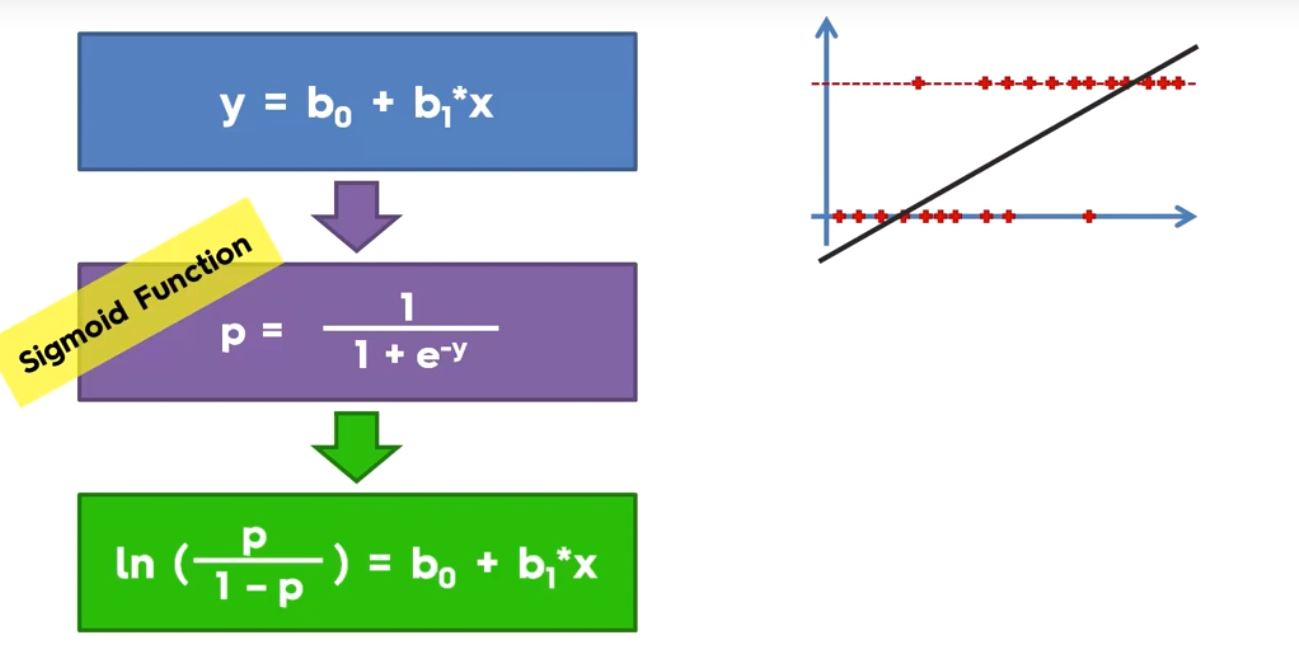 y = b₀ + b₁*x
Sigmoid Function
p = 1 / 1 + e⁻ʸ
ln ( p / 1 − p ) = b₀ + b₁*x